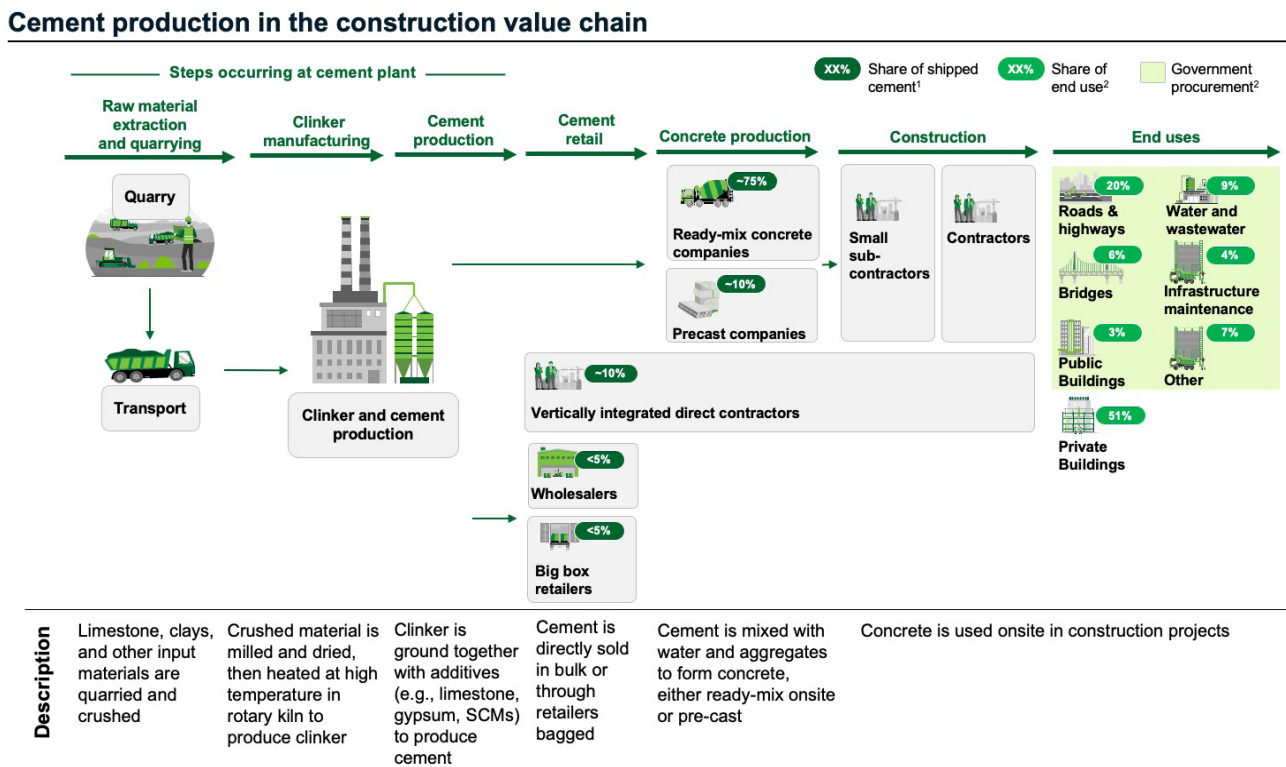 Cement production in the construction value chain
Steps occurring at cement plant
XX%
Share of shipped
cement1
XX%
Share of
end use2
Government
procurement2
Raw material
extraction
and quarrying
Clinker
manufacturing
Cement
production
Cement
retail
Concrete production
Construction
End uses
Quarry
Transport
Clinker and cement
production
~75%
Ready-mix concrete
companies
~10%
Precast companies
Small
sub-
contractors
Contractors
~10%
Vertically integrated direct contractors
<5%
Wholesalers
<5%
Big box
retailers
20%
Roads &
highways
9%
Water and
wastewater
6%
Bridges
4%
Infrastructure
maintenance
3%
Public
Buildings
7%
Other
51%
Private
Buildings
Description
Limestone, clays,
and other input
materials are
quarried and
crushed
Crushed material is
milled and dried,
then heated at high
temperature in
rotary kiln to
produce clinker
Clinker is
ground together
with additives
(e.g., limestone,
gypsum, SCMs)
to produce
cement
Cement is
directly sold
in bulk or
through
retailers
bagged
Cement is mixed with
water and aggregates
to form concrete,
either ready-mix onsite
or pre-cast
Concrete is used onsite in construction projects